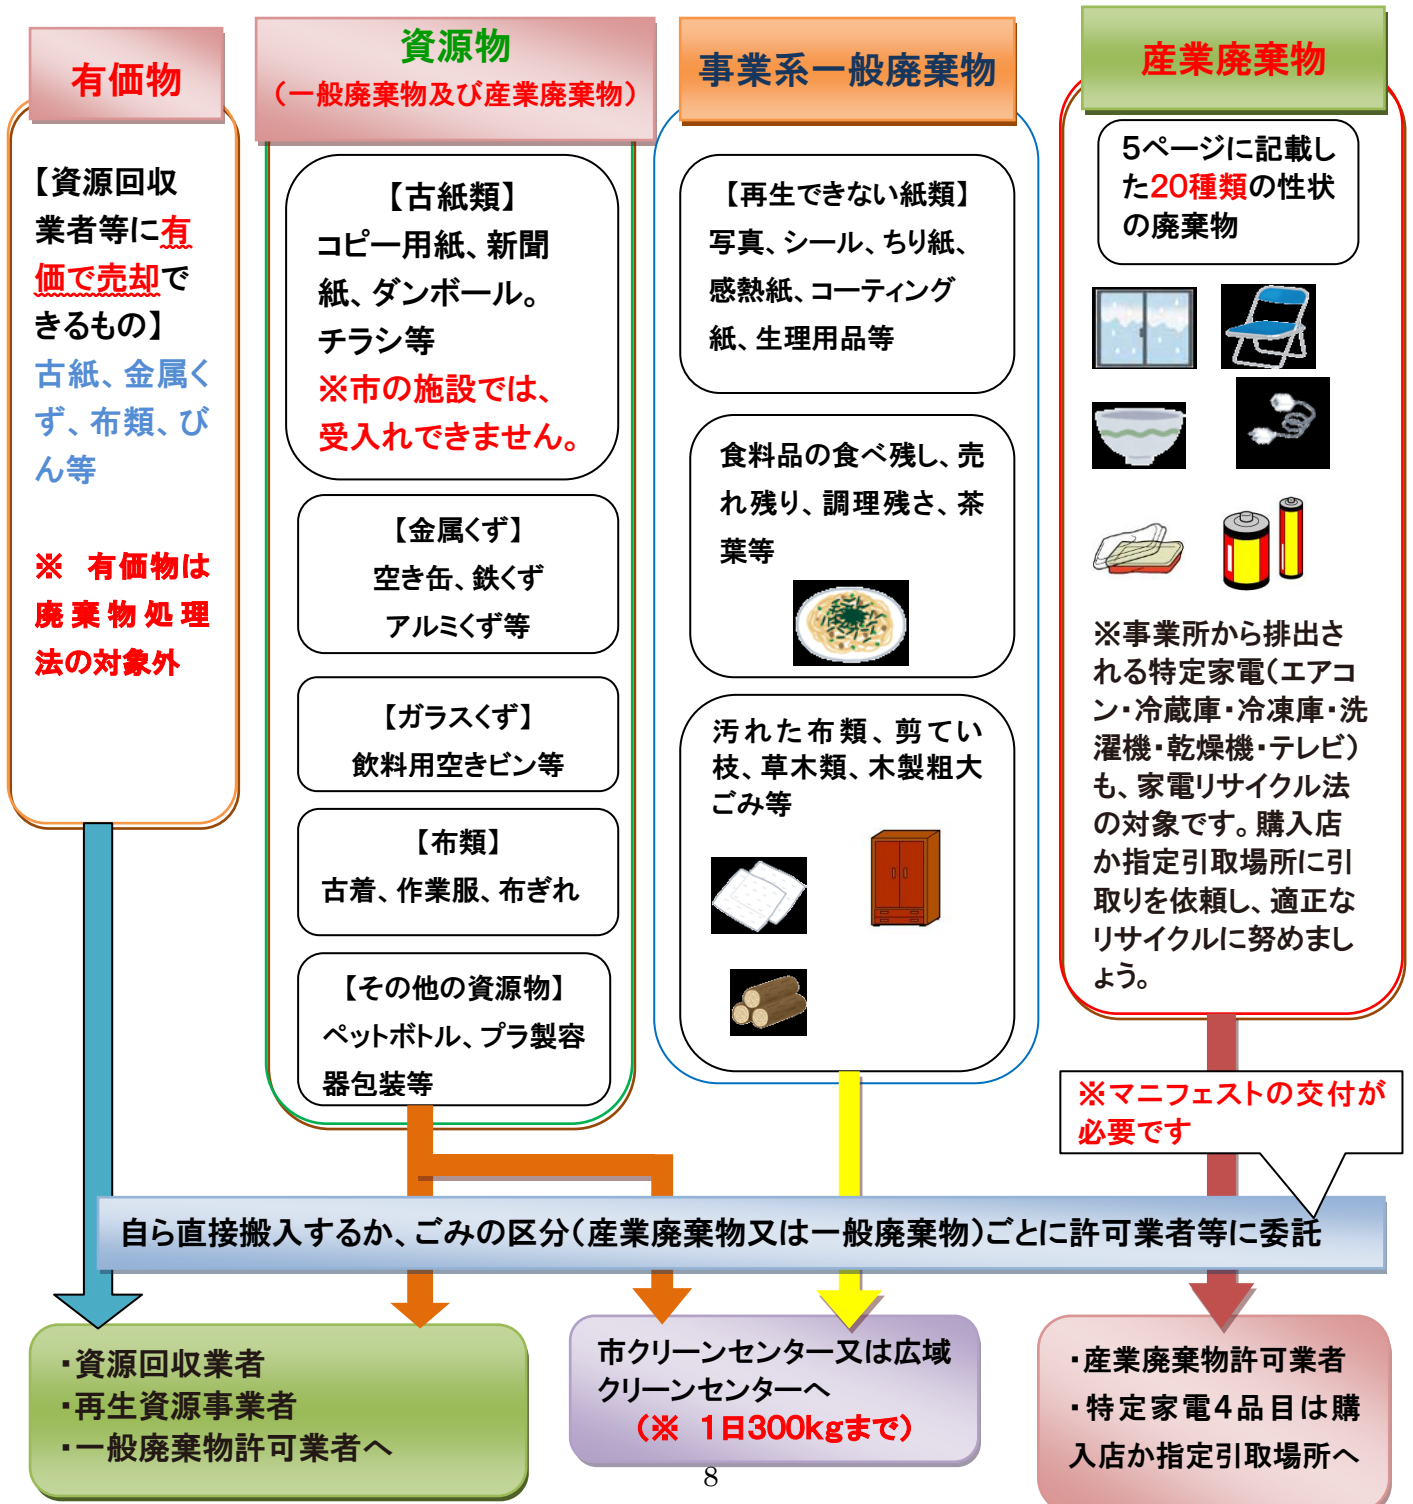 有価物
【資源回収
業者等に有
価で売却で
きるもの】
古紙、金属く
ず、布類、び
ん等
※ 有価物は
廃棄物処理
法の対象外
資源物
(一般廃棄物及び産業廃棄物)
【古紙類】
コピー用紙、新聞
紙、ダンボール。
チラシ等
※市の施設では、
受入れできません。
【金属くず】
空き缶、鉄くず
アルミくず等
【ガラスくず】
飲料用空きビン等
【布類】
古着、作業服、布ぎれ
【その他の資源物】
ペットボトル、プラ製容
器包装等
事業系一般廃棄物
【再生できない紙類】
写真、シール、ちり紙、
感熱紙、コーティング
紙、生理用品等
食料品の食べ残し、売
れ残り、調理残さ、茶
葉等
汚れた布類、剪てい
枝、草木類、木製粗大
ごみ等
産業廃棄物
5ページに記載し
た20種類の性状
の廃棄物
※事業所から排出さ
れる特定家電(エアコ
ン・冷蔵庫・冷凍庫・洗
濯機・乾燥機・テレビ)
も、家電リサイクル法
の対象です。購入店
か指定引取場所に引
取りを依頼し、適正な
リサイクルに努めまし
ょう。
※マニフェストの交付が
必要です
自ら直接搬入するか、ごみの区分(産業廃棄物又は一般廃棄物)ごとに許可業者等に委託
・資源回収業者
・再生資源事業者
・一般廃棄物許可業者へ
市クリーンセンター又は広域
クリーンセンターへ
(※ 1日300kgまで)
・産業廃棄物許可業者
・特定家電4品目は購
入店か指定引取場所へ
8